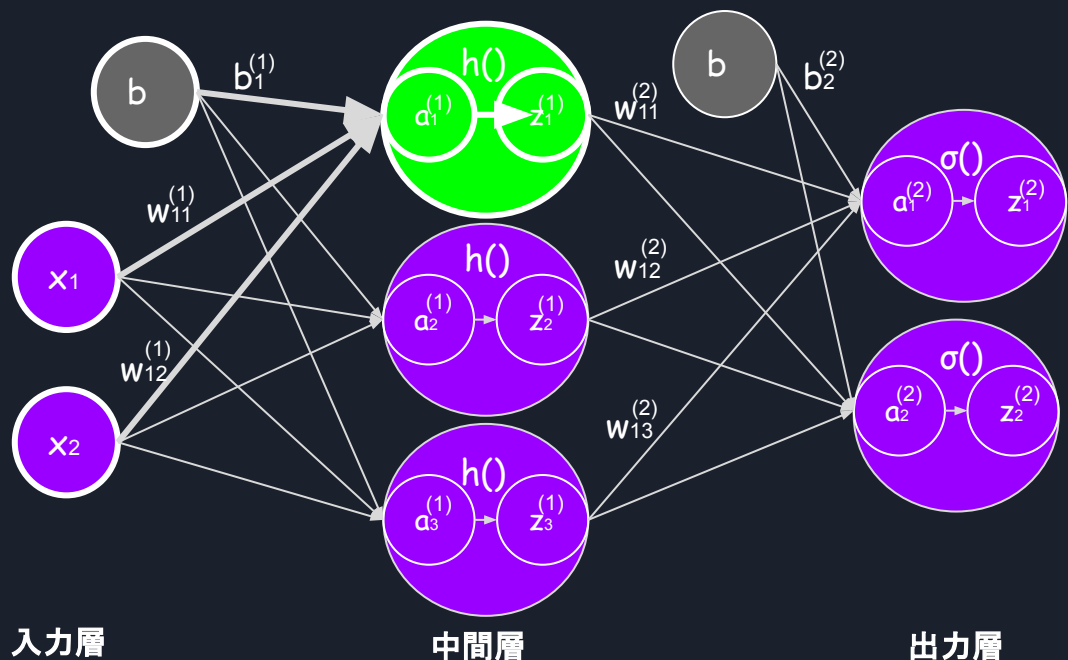 b
b₁⁽¹⁾
h()
a₁⁽¹⁾
z₁⁽¹⁾
w₁₁⁽²⁾
b
b₂⁽²⁾
w₁₁⁽¹⁾
x₁
w₁₂⁽¹⁾
x₂
h()
a₂⁽¹⁾
z₂⁽¹⁾
w₁₂⁽²⁾
h()
a₃⁽¹⁾
z₃⁽¹⁾
w₁₃⁽²⁾
σ()
a₁⁽²⁾
z₁⁽²⁾
σ()
a₂⁽²⁾
z₂⁽²⁾
入力層
中間層
出力層